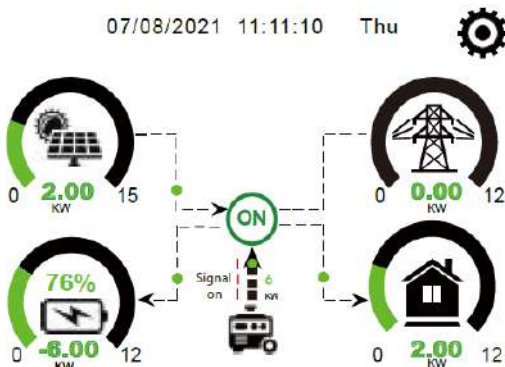 07/08/2021 11:11:10 Thu
0 2.00 15
KW
0 0.00 12
KW
ON
76%
Signal
on
6
KW
0 -6.00 12
KW
0 2.00 12
KW